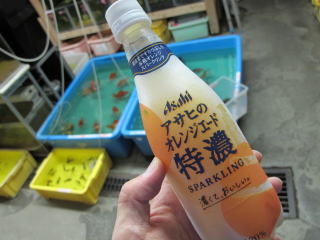 Asahi
アサヒの
オレンジエード
特濃
SPARKLING
濃くて、おいしい。
20%